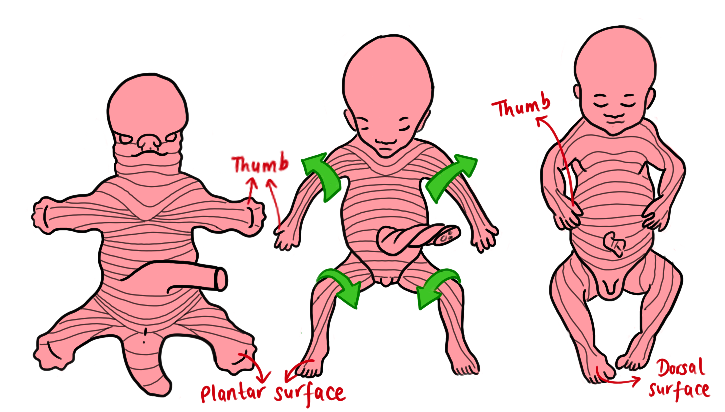 Thumb
Thumb
Plantar surface
Dorsal
surface